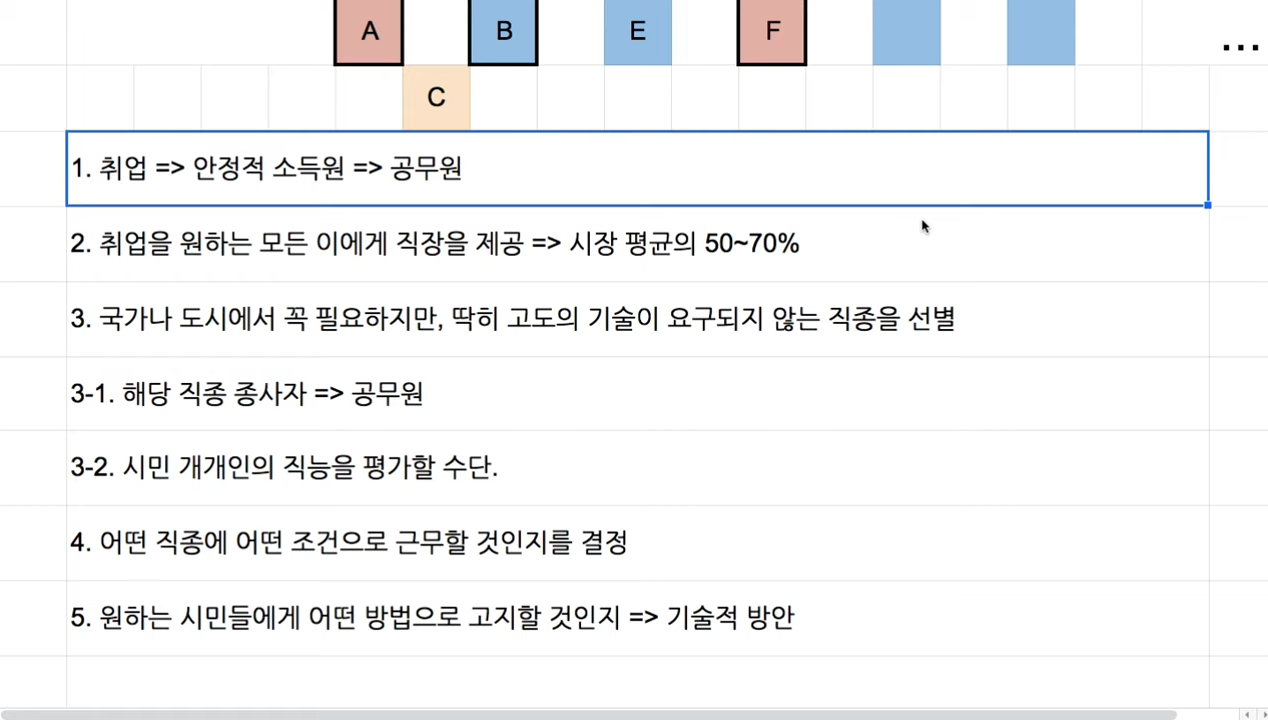 A B E F ...
C
1. 취업 => 안정적 소득원 => 공무원
2. 취업을 원하는 모든 이에게 직장을 제공 => 시장 평균의 50~70%
3. 국가나 도시에서 꼭 필요하지만, 딱히 고도의 기술이 요구되지 않는 직종을 선별
3-1. 해당 직종 종사자 => 공무원
3-2. 시민 개개인의 직능을 평가할 수단.
4. 어떤 직종에 어떤 조건으로 근무할 것인지를 결정
5. 원하는 시민들에게 어떤 방법으로 고지할 것인지 => 기술적 방안